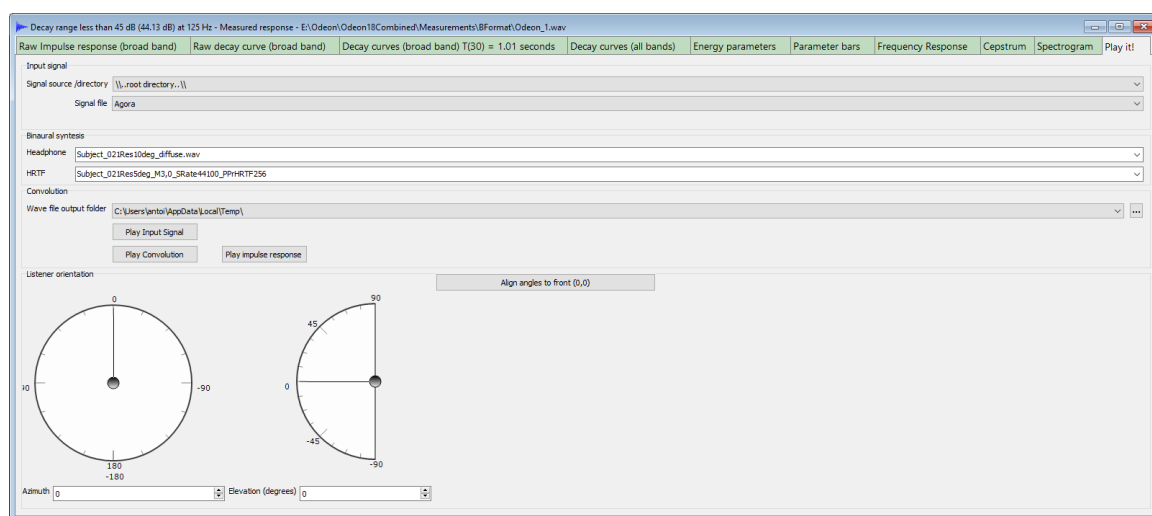 Decay range less than 45 dB (44.13 dB) at 125 Hz - Measured response - E:\Odeon\Odeon18Combined\Measurements\BFormat\Odeon_1.wav
Raw Impulse response (broad band) Raw decay curve (broad band) Decay curves (broad band) T(30) = 1.01 seconds Decay curves (all bands) Energy parameters Parameter bars Frequency Response Cepstrum Spectrogram Play it!
Input signal
Signal source /directory \\..root directory..\\
Signal file Agora
Binaural syntesis
Headphone Subject_021Res10deg_diffuse.wav
HRTF Subject_021Res5deg_M3,0_SRate44100_PPrHRTF256
Convolution
Wave file output folder C:\Users\antoi\AppData\Local\Temp\ ...
Play Input Signal
Play Convolution Play impulse response
Listener orientation
Align angles to front (0,0)
0 90
45
90 -90 0
-45
180 -90
-180
Azimuth 0 Elevation (degrees) 0